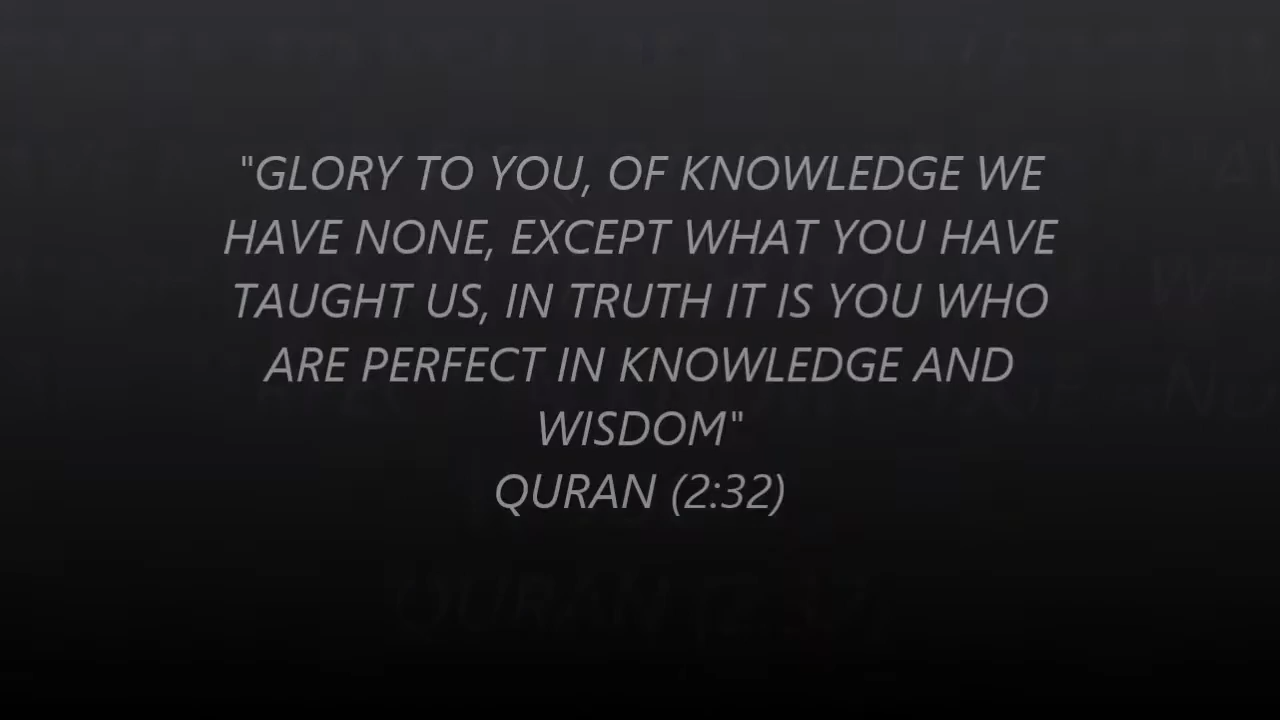 "GLORY TO YOU, OF KNOWLEDGE WE
HAVE NONE, EXCEPT WHAT YOU HAVE
TAUGHT US, IN TRUTH IT IS YOU WHO
ARE PERFECT IN KNOWLEDGE AND
WISDOM"
QURAN (2:32)